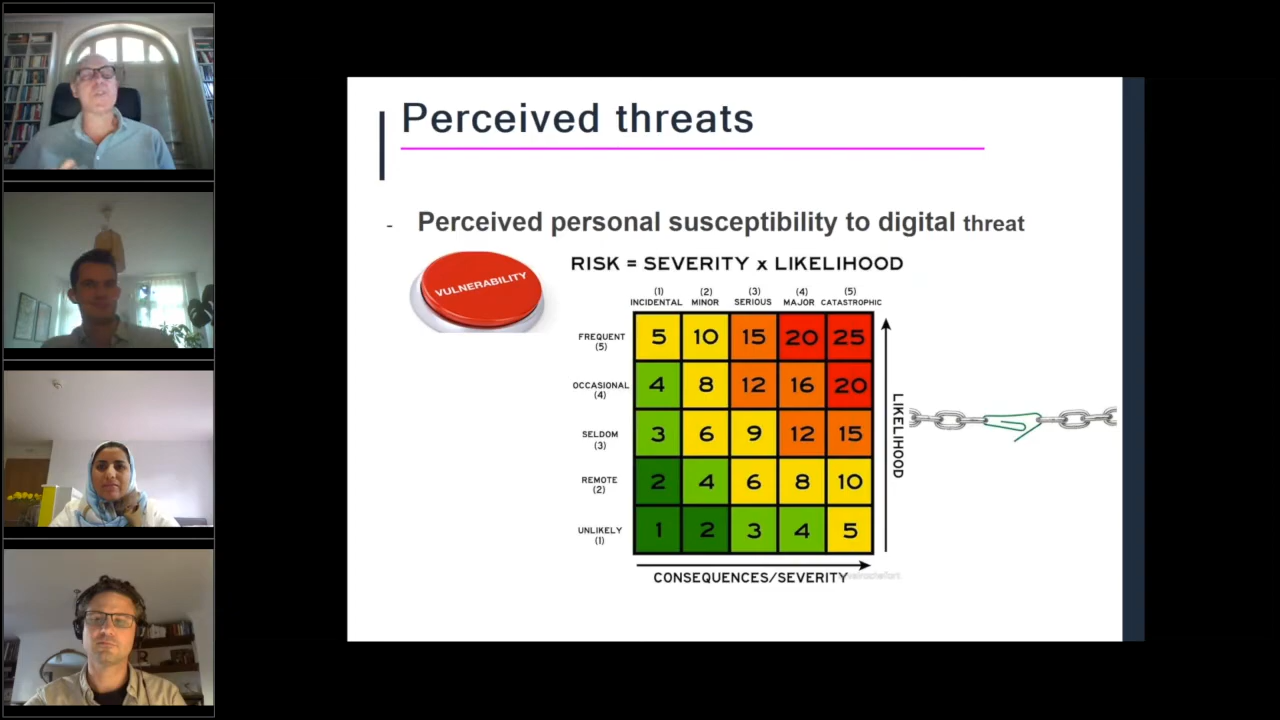 Perceived threats
- Perceived personal susceptibility to digital threat
VULNERABILITY
RISK = SEVERITY x LIKELIHOOD
(1) (2) (3) (4) (5)
INCIDENTAL MINOR SERIOUS MAJOR CATASTROPHIC
FREQUENT
(5)
5 10 15 20 25
OCCASIONAL
(4)
4 8 12 16 20
SELDOM
(3)
3 6 9 12 15
REMOTE
(2)
2 4 6 8 10
UNLIKELY
(1)
1 2 3 4 5
LIKELIHOOD
CONSEQUENCES/SEVERITY